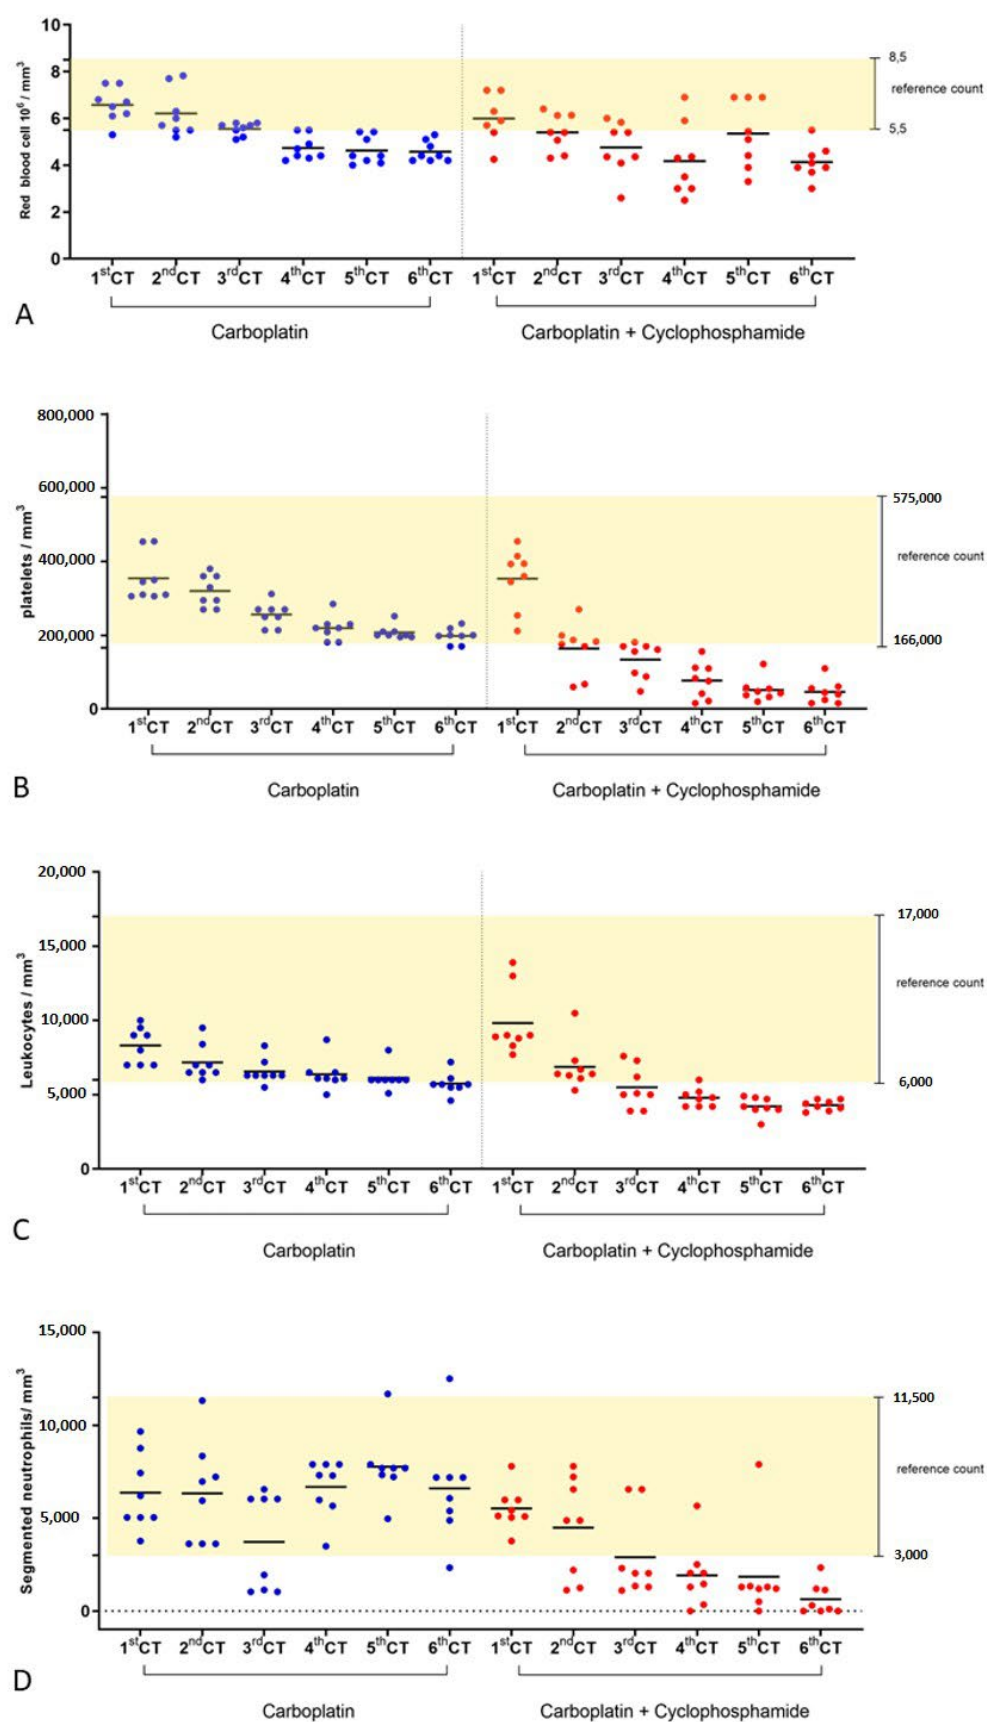 10
8
6
4
2
0
Red blood cell 10⁶ / mm³
8,5
reference count
5,5
1ˢᵗCT 2ⁿᵈCT 3ʳᵈCT 4ᵗʰCT 5ᵗʰCT 6ᵗʰCT 1ˢᵗCT 2ⁿᵈCT 3ʳᵈCT 4ᵗʰCT 5ᵗʰCT 6ᵗʰCT
A
Carboplatin Carboplatin + Cyclophosphamide
800,000
600,000
400,000
200,000
0
platelets / mm³
575,000
reference count
166,000
1ˢᵗCT 2ⁿᵈCT 3ʳᵈCT 4ᵗʰCT 5ᵗʰCT 6ᵗʰCT 1ˢᵗCT 2ⁿᵈCT 3ʳᵈCT 4ᵗʰCT 5ᵗʰCT 6ᵗʰCT
B
Carboplatin Carboplatin + Cyclophosphamide
20,000
15,000
10,000
5,000
0
Leukocytes / mm³
17,000
reference count
6,000
1ˢᵗCT 2ⁿᵈCT 3ʳᵈCT 4ᵗʰCT 5ᵗʰCT 6ᵗʰCT 1ˢᵗCT 2ⁿᵈCT 3ʳᵈCT 4ᵗʰCT 5ᵗʰCT 6ᵗʰCT
C
Carboplatin Carboplatin + Cyclophosphamide
15,000
10,000
5,000
0
Segmented neutrophils/ mm³
11,500
reference count
3,000
1ˢᵗCT 2ⁿᵈCT 3ʳᵈCT 4ᵗʰCT 5ᵗʰCT 6ᵗʰCT 1ˢᵗCT 2ⁿᵈCT 3ʳᵈCT 4ᵗʰCT 5ᵗʰCT 6ᵗʰCT
D
Carboplatin Carboplatin + Cyclophosphamide